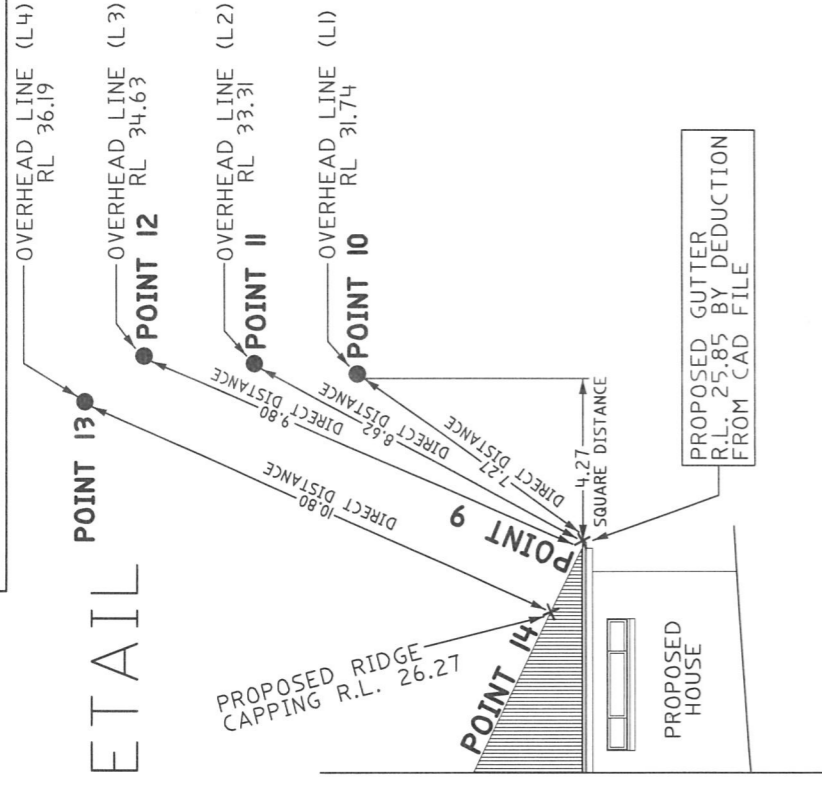 OVERHEAD LINE (L4)
RL 36.19
OVERHEAD LINE (L3)
RL 34.63
POINT 12
OVERHEAD LINE (L2)
RL 33.31
POINT 11
OVERHEAD LINE (L1)
RL 31.74
POINT 10
POINT 13
DIRECT DISTANCE
9.80
DIRECT DISTANCE
8.62
DIRECT DISTANCE
7.27
DIRECT DISTANCE
10.80
4.27
SQUARE DISTANCE
POINT 9
ETAIL
PROPOSED RIDGE
CAPPING R.L. 26.27
POINT 14
PROPOSED
HOUSE
PROPOSED GUTTER
R.L. 25.85 BY DEDUCTION
FROM CAD FILE